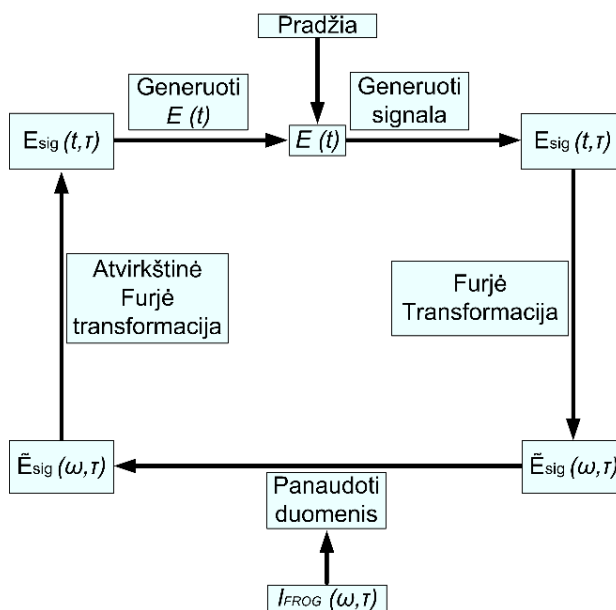 Pradžia
Generuoti
E (t)
Generuoti
signala
Esig (t,τ)
E (t)
Esig (t,τ)
Atvirkštinė
Furjė
transformacija
Furjė
Transformacija
Ẽsig (ω,τ)
Ẽsig (ω,τ)
Panaudoti
duomenis
IFROG (ω,τ)